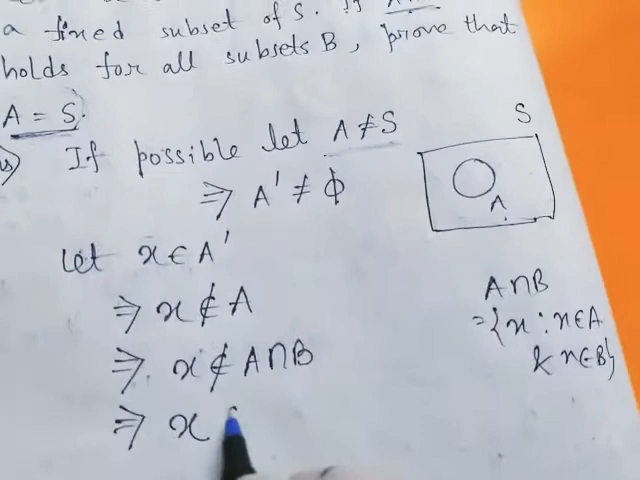 a fixed subset of S. If
holds for all subsets B, prove that
A = S.
If possible let A ≠ S
⇒ A' ≠ ϕ
S
A
Let x ∈ A'
⇒ x ∉ A
⇒ x ∉ A∩B
⇒ x
A∩B
={x : x∈A
& x∈B}